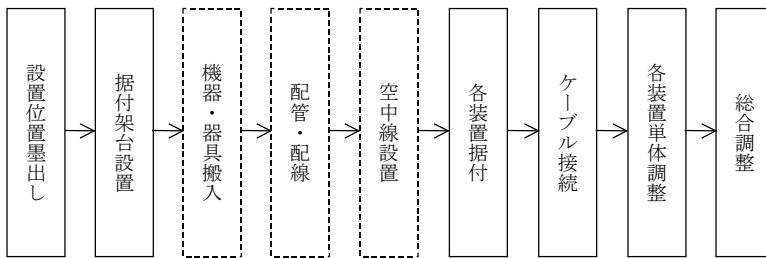 設置位置墨出し
据付架台設置
機器・器具搬入
配管・配線
空中線設置
各装置据付
ケーブル接続
各装置単体調整
総合調整